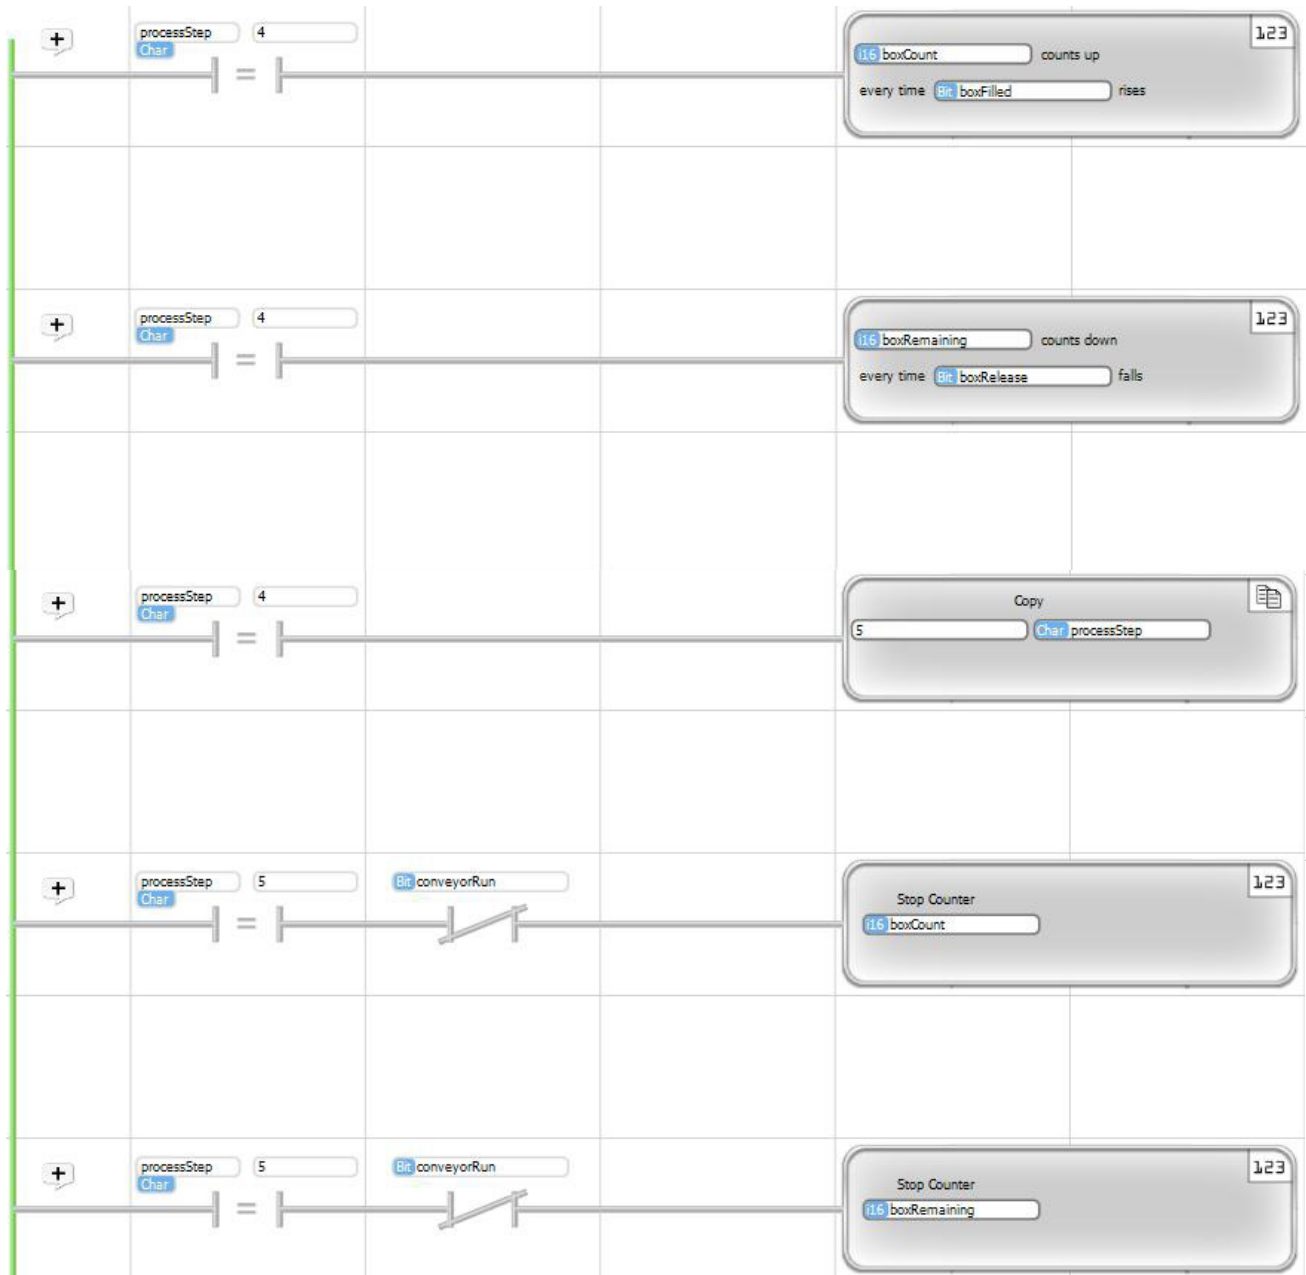 processStep 4 123
Char
i16 boxCount counts up
every time Bit boxFilled rises
processStep 4 123
Char
i16 boxRemaining counts down
every time Bit boxRelease falls
processStep 4
Char
Copy
5 Char processStep
processStep 5 Bit conveyorRun 123
Char
Stop Counter
i16 boxCount
processStep 5 Bit conveyorRun 123
Char
Stop Counter
i16 boxRemaining